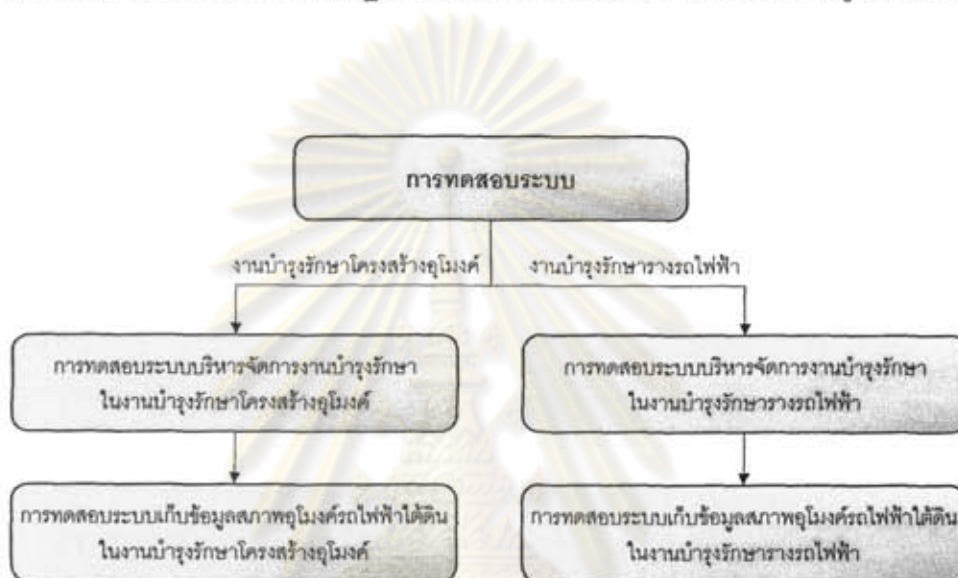 การทดสอบระบบ
งานบำรุงรักษาโครงสร้างอุโมงค์
งานบำรุงรักษารางรถไฟฟ้า
การทดสอบระบบบริหารจัดการงานบำรุงรักษา
ในงานบำรุงรักษาโครงสร้างอุโมงค์
การทดสอบระบบบริหารจัดการงานบำรุงรักษา
ในงานบำรุงรักษารางรถไฟฟ้า
การทดสอบระบบเก็บข้อมูลสภาพอุโมงค์รถไฟฟ้าใต้ดิน
ในงานบำรุงรักษาโครงสร้างอุโมงค์
การทดสอบระบบเก็บข้อมูลสภาพอุโมงค์รถไฟฟ้าใต้ดิน
ในงานบำรุงรักษารางรถไฟฟ้า